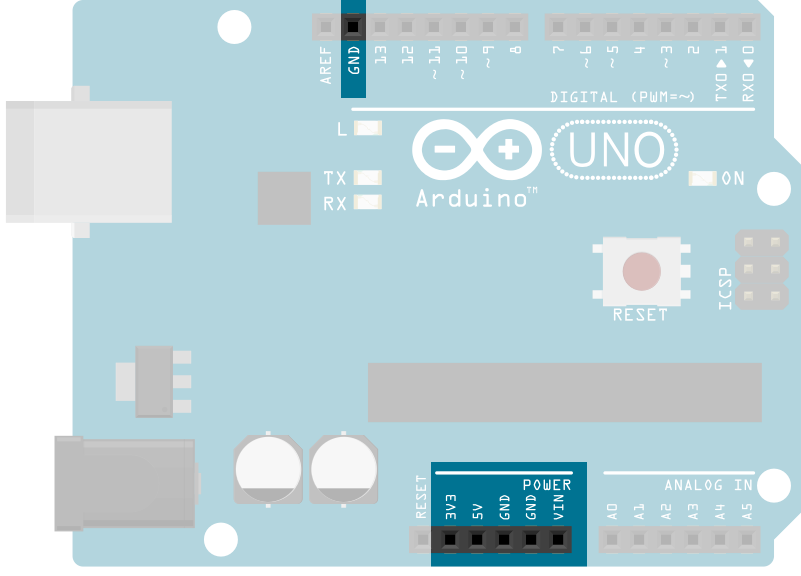 AREF
GND
13
12
~11
~10
~9
8
7
~6
~5
4
~3
2
TX0▶1
RX0◀0
DIGITAL (PWM=~)
L
TX
RX
Arduino™
UNO
ON
RESET
ICSP
POWER
ANALOG IN
RESET
3V3
5V
GND
GND
VIN
A0
A1
A2
A3
A4
A5